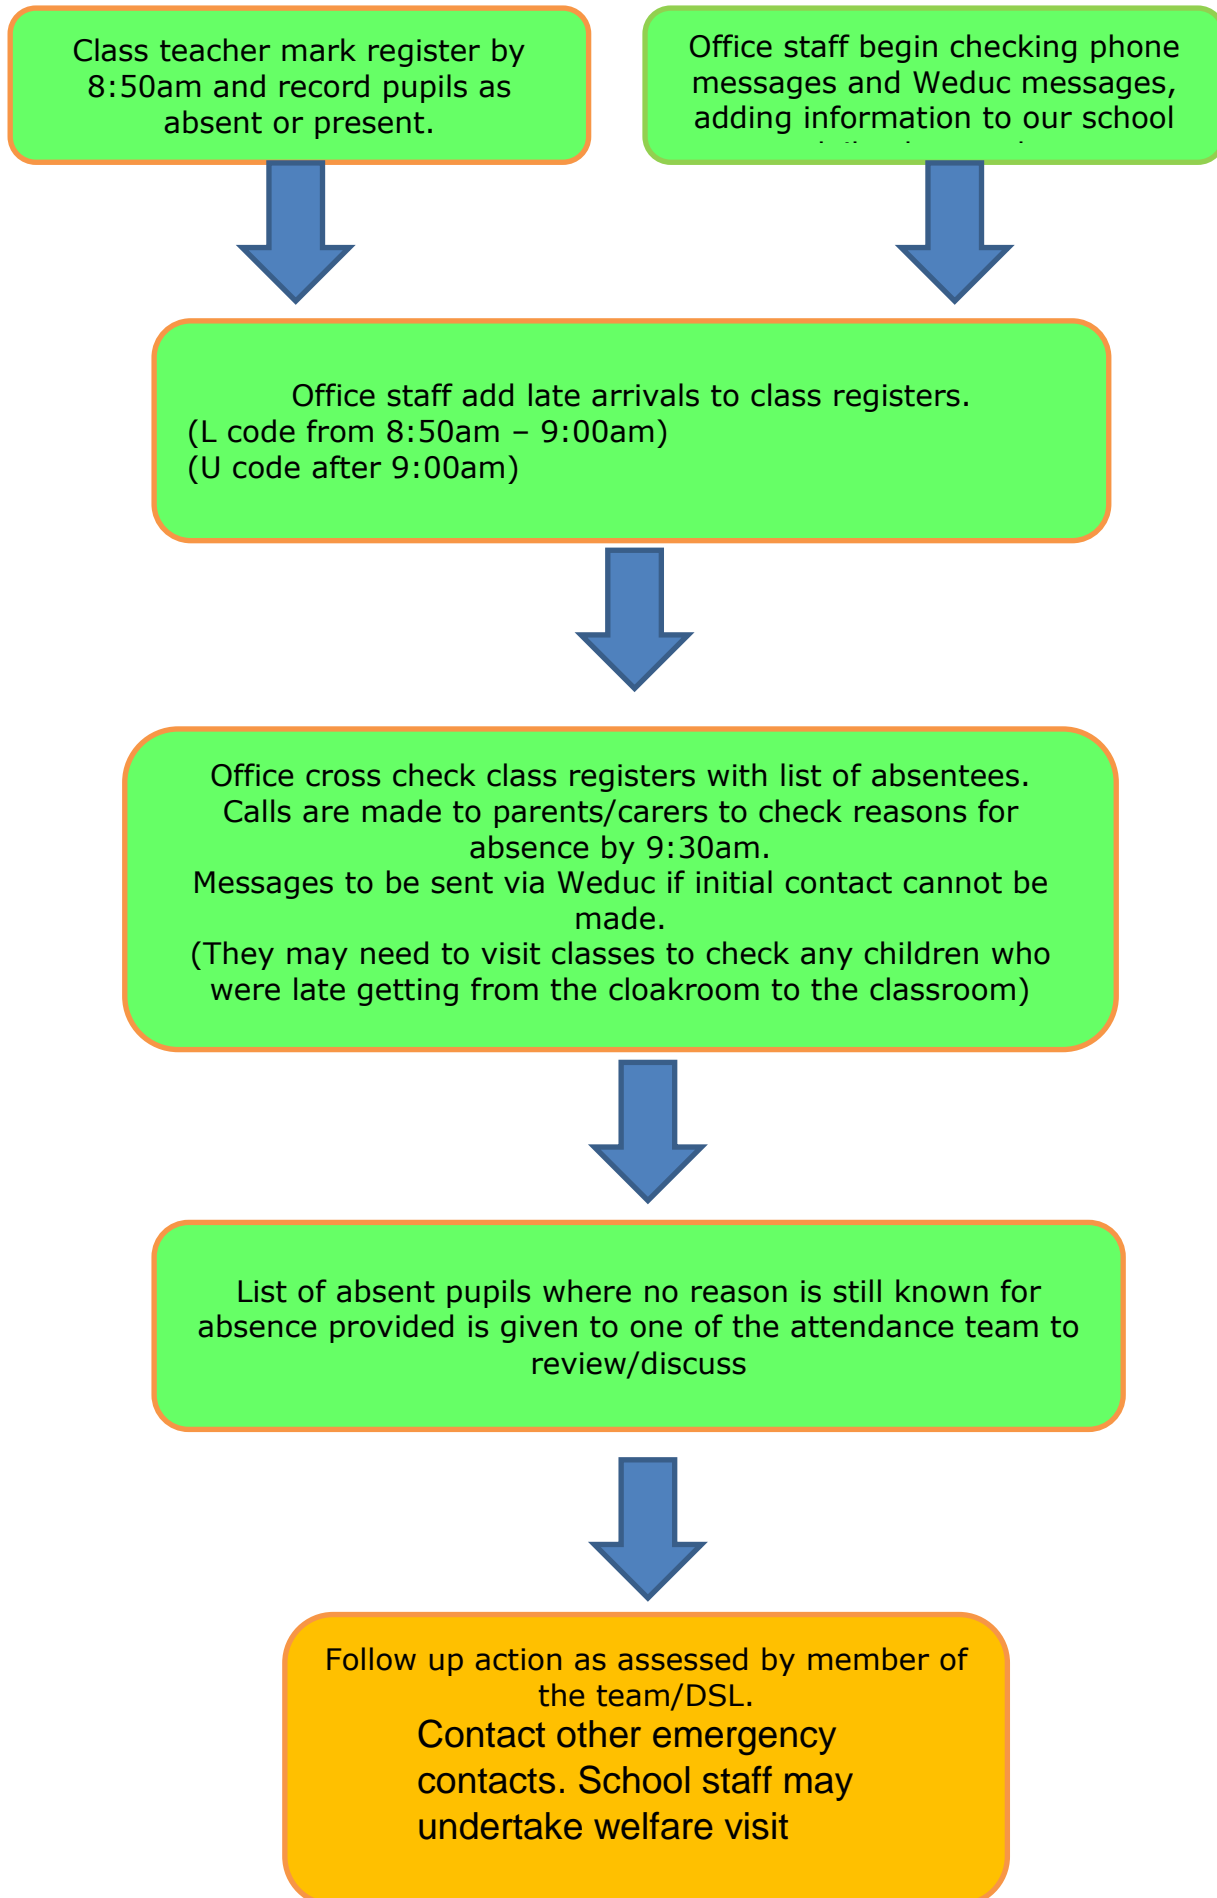 Class teacher mark register by
8:50am and record pupils as
absent or present.
Office staff begin checking phone
messages and Weduc messages,
adding information to our school
Office staff add late arrivals to class registers.
(L code from 8:50am – 9:00am)
(U code after 9:00am)
Office cross check class registers with list of absentees.
Calls are made to parents/carers to check reasons for
absence by 9:30am.
Messages to be sent via Weduc if initial contact cannot be
made.
(They may need to visit classes to check any children who
were late getting from the cloakroom to the classroom)
List of absent pupils where no reason is still known for
absence provided is given to one of the attendance team to
review/discuss
Follow up action as assessed by member of
the team/DSL.
Contact other emergency
contacts. School staff may
undertake welfare visit